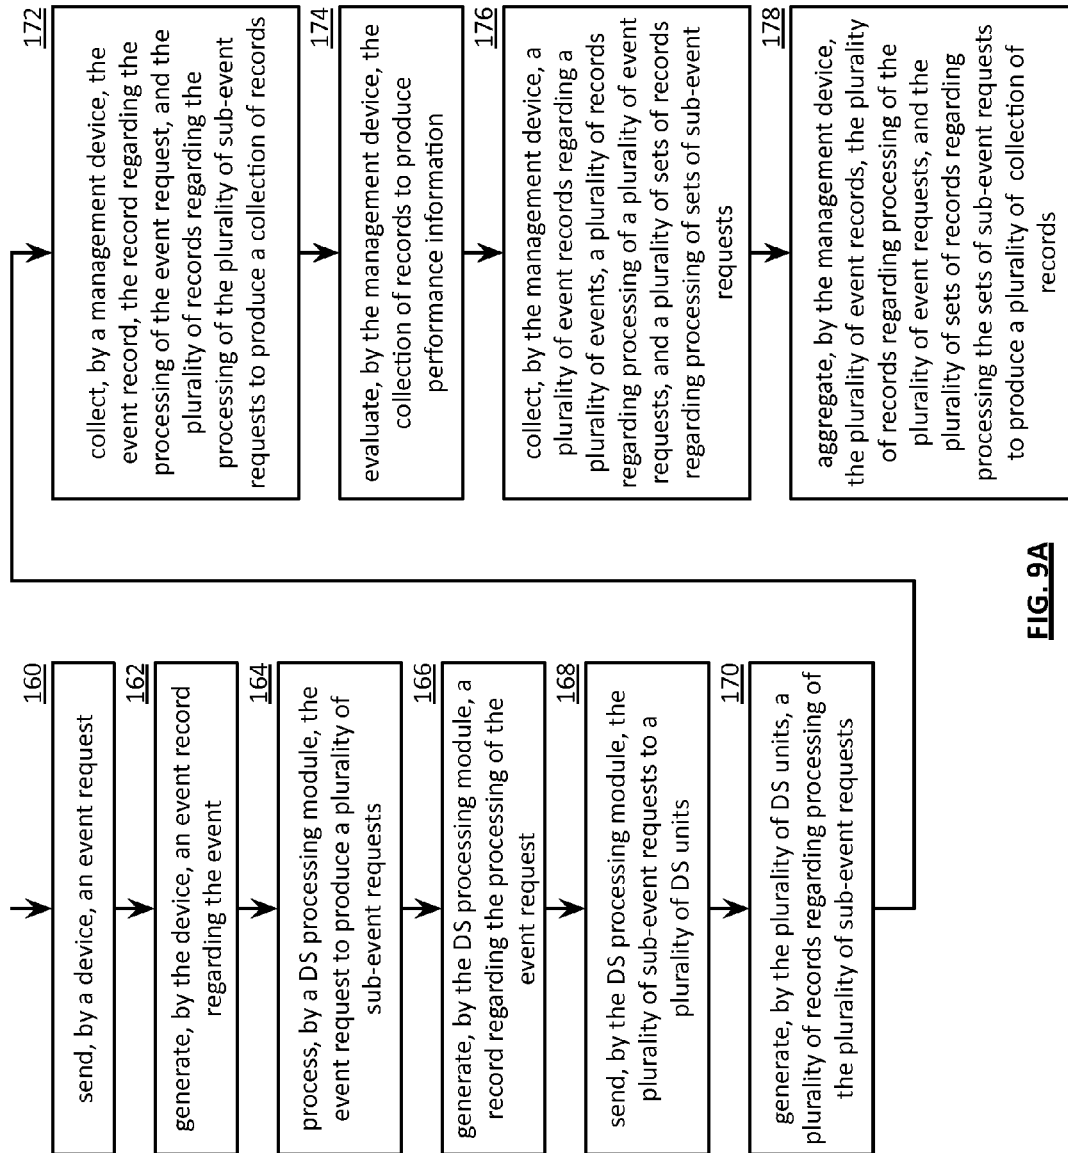 160
send, by a device, an event request
162
generate, by the device, an event record
regarding the event
164
process, by a DS processing module, the
event request to produce a plurality of
sub-event requests
166
generate, by the DS processing module, a
record regarding the processing of the
event request
168
send, by the DS processing module, the
plurality of sub-event requests to a
plurality of DS units
170
generate, by the plurality of DS units, a
plurality of records regarding processing of
the plurality of sub-event requests
172
collect, by a management device, the
event record, the record regarding the
processing of the event request, and the
plurality of records regarding the
processing of the plurality of sub-event
requests to produce a collection of records
174
evaluate, by the management device, the
collection of records to produce
performance information
176
collect, by the management device, a
plurality of event records regarding a
plurality of events, a plurality of records
regarding processing of a plurality of event
requests, and a plurality of sets of records
regarding processing of sets of sub-event
requests
178
aggregate, by the management device,
the plurality of event records, the plurality
of records regarding processing of the
plurality of event requests, and the
plurality of sets of records regarding
processing the sets of sub-event requests
to produce a plurality of collection of
records
FIG. 9A